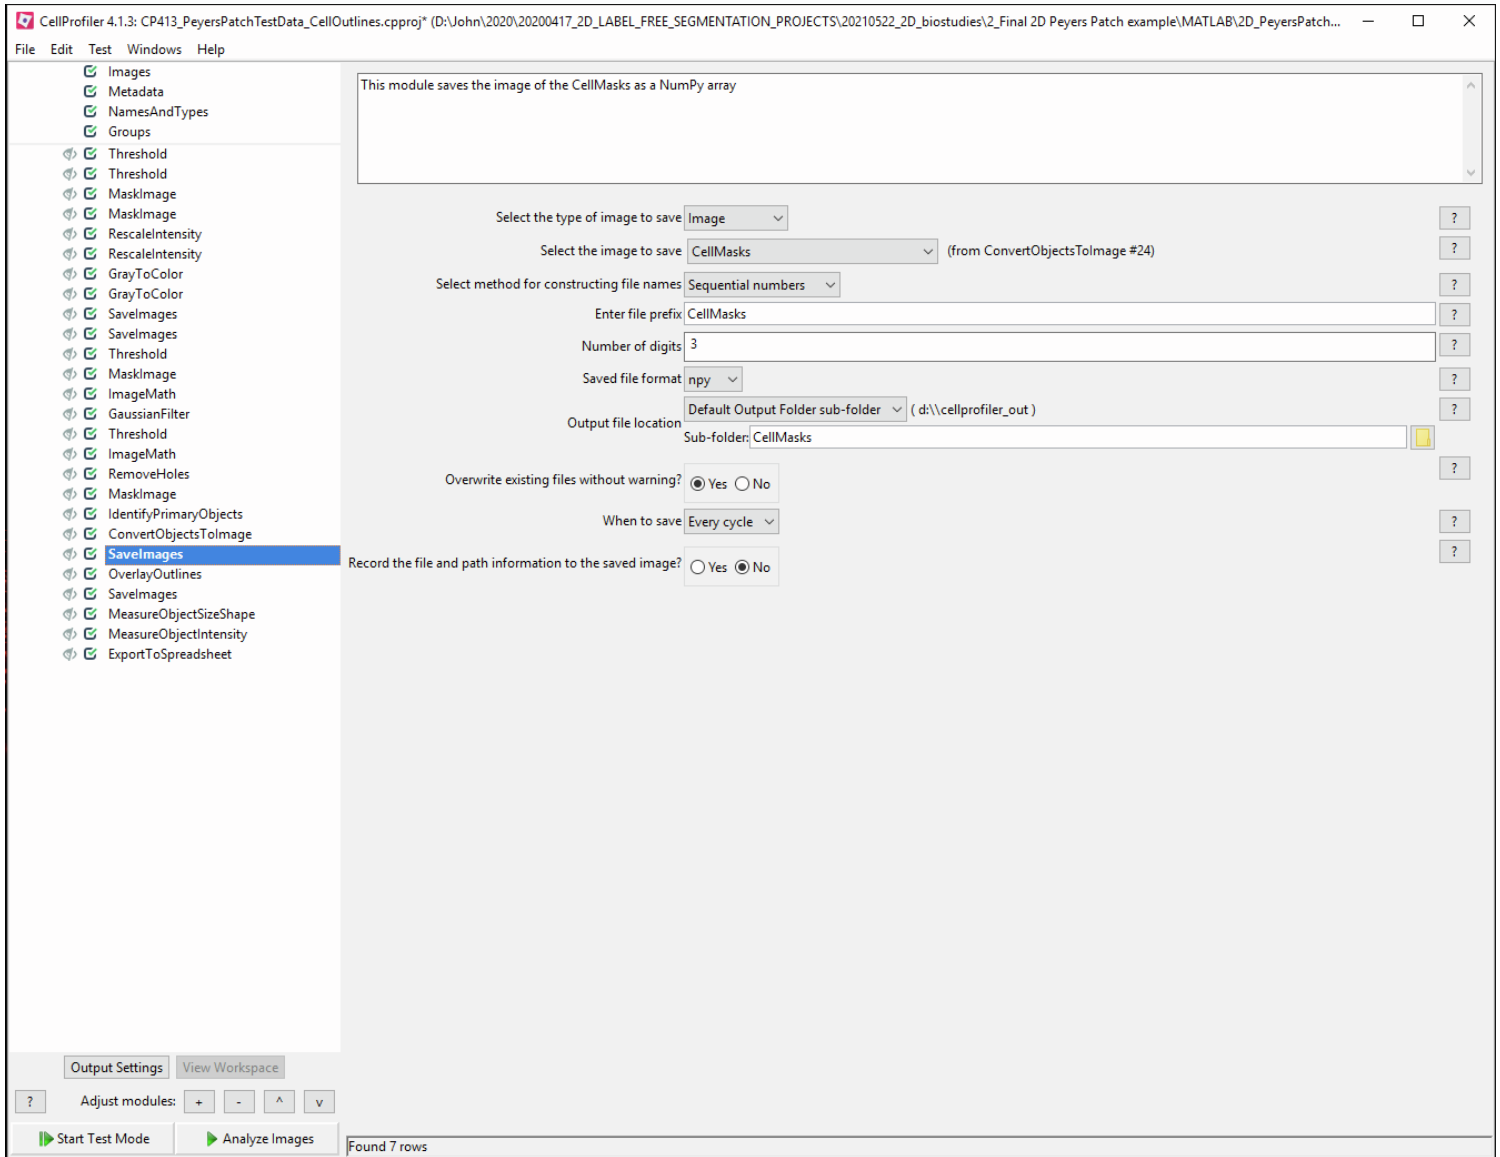 CellProfiler 4.1.3: CP413_PeyersPatchTestData_CellOutlines.cpproj* (D:\John\2020\20200417_2D_LABEL_FREE_SEGMENTATION_PROJECTS\20210522_2D_biostudies\2_Final 2D Peyers Patch example\MATLAB\2D_PeyersPatch...
File Edit Test Windows Help
Images
Metadata
NamesAndTypes
Groups
Threshold
Threshold
MaskImage
MaskImage
RescaleIntensity
RescaleIntensity
GrayToColor
GrayToColor
SaveImages
SaveImages
Threshold
MaskImage
ImageMath
GaussianFilter
Threshold
ImageMath
RemoveHoles
MaskImage
IdentifyPrimaryObjects
ConvertObjectsToImage
SaveImages
OverlayOutlines
SaveImages
MeasureObjectSizeShape
MeasureObjectIntensity
ExportToSpreadsheet
Output Settings View Workspace
? Adjust modules: + - ^ v
Start Test Mode Analyze Images
This module saves the image of the CellMasks as a NumPy array
Select the type of image to save Image ?
Select the image to save CellMasks (from ConvertObjectsToImage #24) ?
Select method for constructing file names Sequential numbers ?
Enter file prefix CellMasks ?
Number of digits 3 ?
Saved file format npy ?
Output file location Default Output Folder sub-folder ( d:\\cellprofiler_out ) ?
Sub-folder: CellMasks
Overwrite existing files without warning? Yes No ?
When to save Every cycle ?
Record the file and path information to the saved image? Yes No ?
Found 7 rows